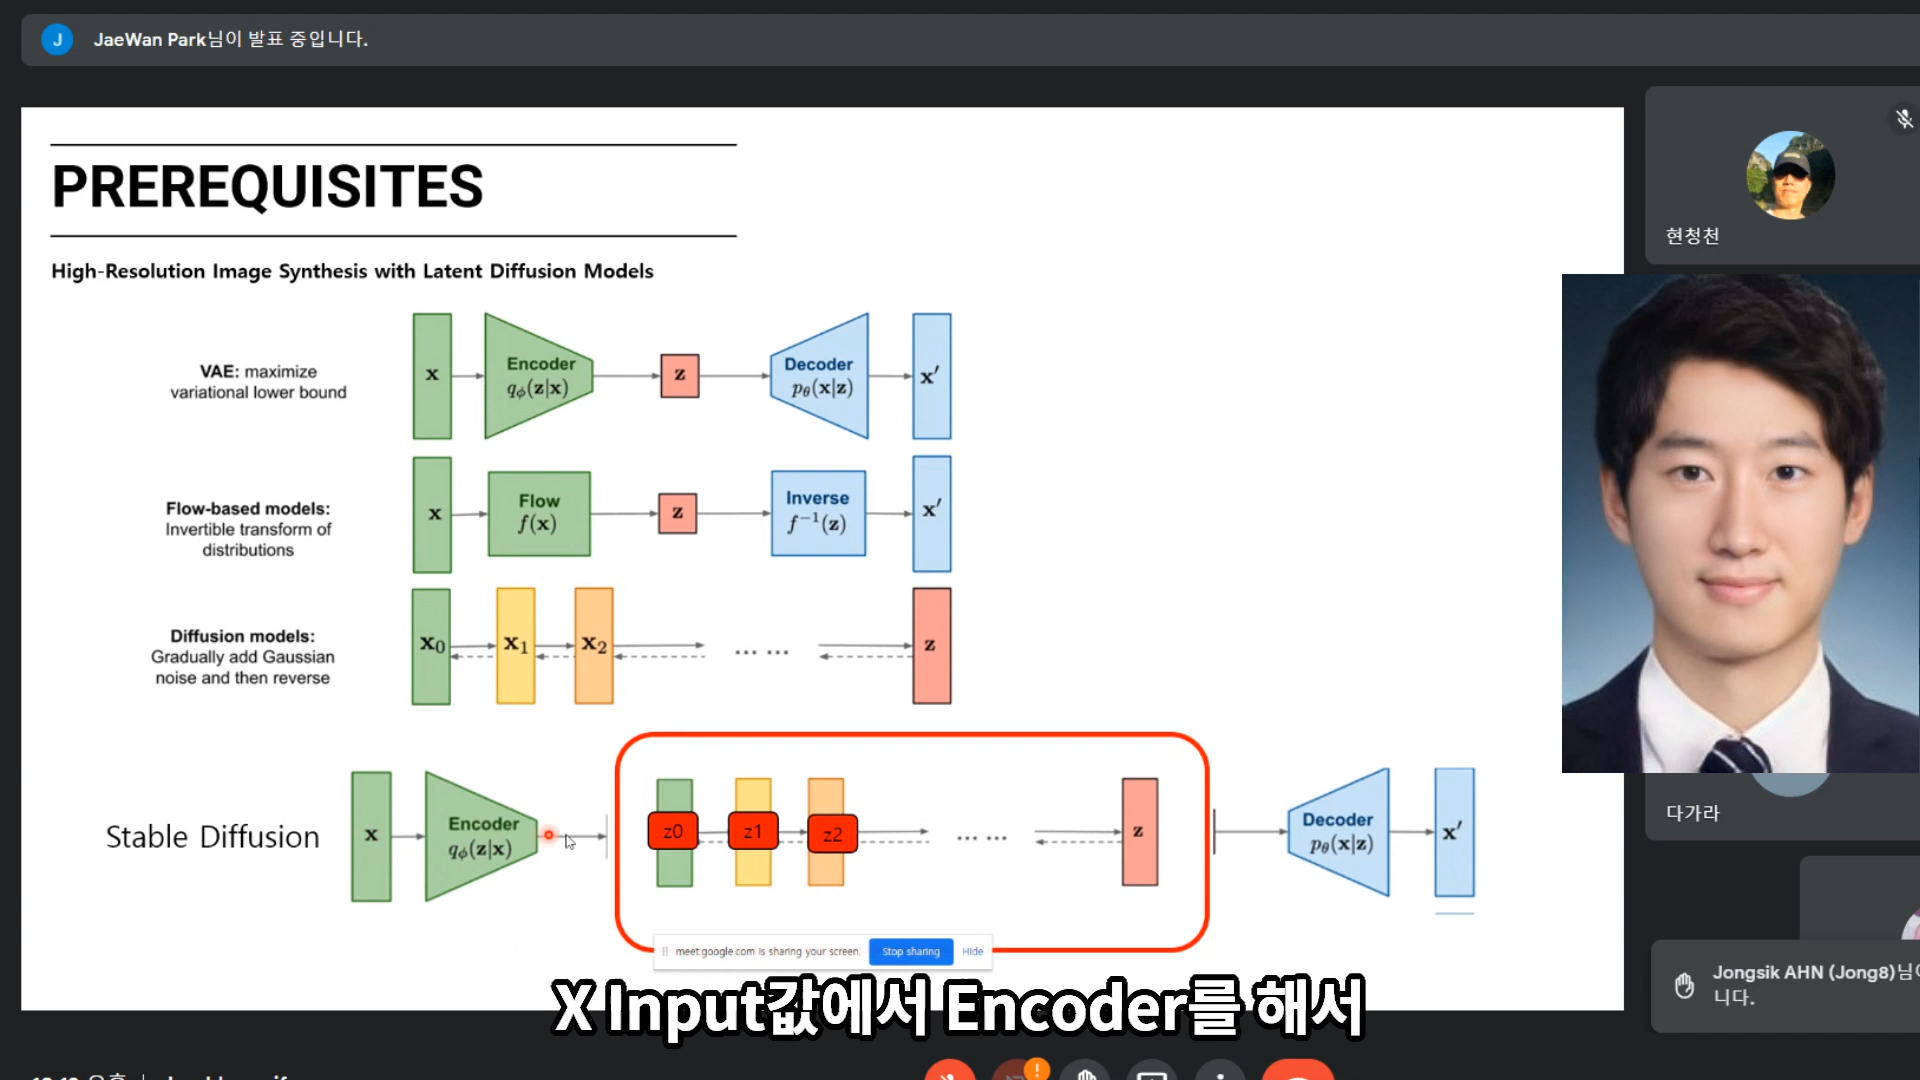 J JaeWan Park님이 발표 중입니다.
PREREQUISITES
High-Resolution Image Synthesis with Latent Diffusion Models
VAE: maximize
variational lower bound
x
Encoder
qϕ(z|x)
z
Decoder
pθ(x|z)
x′
Flow-based models:
Invertible transform of
distributions
x
Flow
f(x)
z
Inverse
f⁻¹(z)
x′
Diffusion models:
Gradually add Gaussian
noise and then reverse
x₀
x₁
x₂
... ...
z
Stable Diffusion
x
Encoder
qϕ(z|x)
z0
z1
z2
... ...
z
Decoder
pθ(x|z)
x′
meet.google.com is sharing your screen. Stop sharing Hide
X Input값에서 Encoder를 해서
현청천
다가라
Jongsik AHN (Jong8)님이
니다.